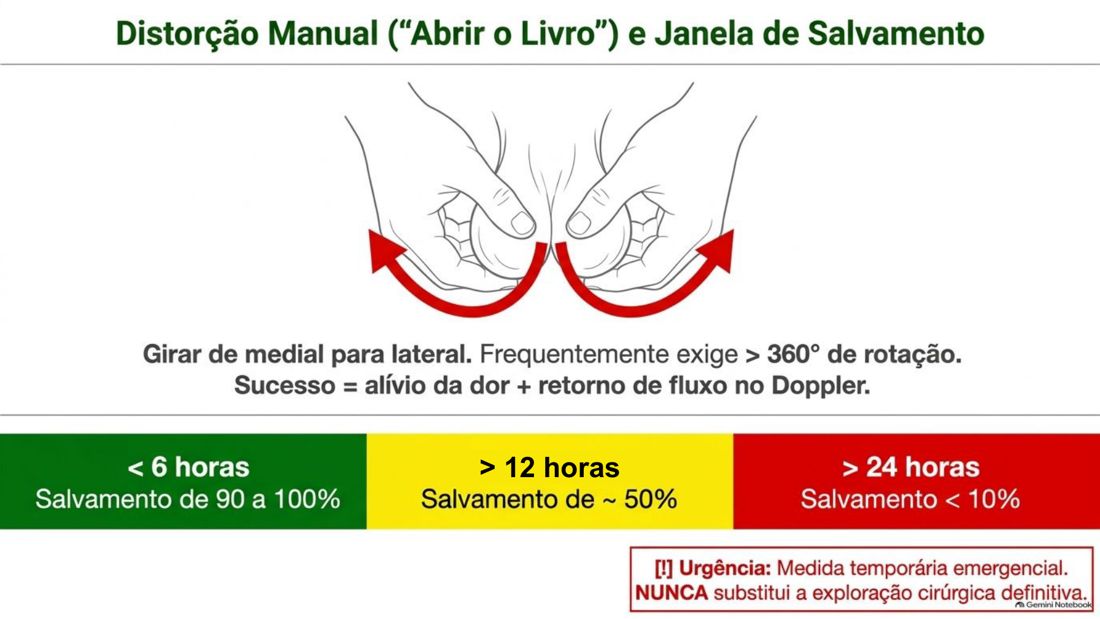 Distorção Manual (“Abrir o Livro”) e Janela de Salvamento
Girar de medial para lateral. Frequentemente exige > 360° de rotação.
Sucesso = alívio da dor + retorno de fluxo no Doppler.
< 6 horas
Salvamento de 90 a 100%
> 12 horas
Salvamento de ~ 50%
> 24 horas
Salvamento < 10%
[!] Urgência: Medida temporária emergencial.
NUNCA substitui a exploração cirúrgica definitiva.
Gemini Notebook